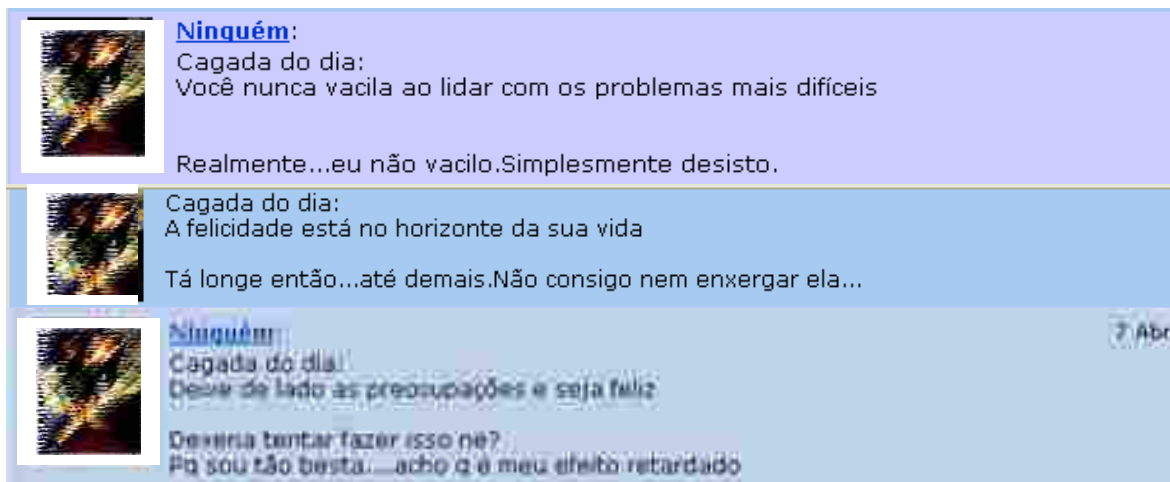 Ninguém:
Cagada do dia:
Você nunca vacila ao lidar com os problemas mais difíceis
Realmente...eu não vacilo.Simplesmente desisto.
Cagada do dia:
A felicidade está no horizonte da sua vida
Tá longe então...até demais.Não consigo nem enxergar ela...
Ninguém:
7 Abr
Cagada do dia:
Deixe de lado as preocupações e seja feliz
Deveria tentar fazer isso né?
Pq sou tão besta....acho q é meu efeito retardado